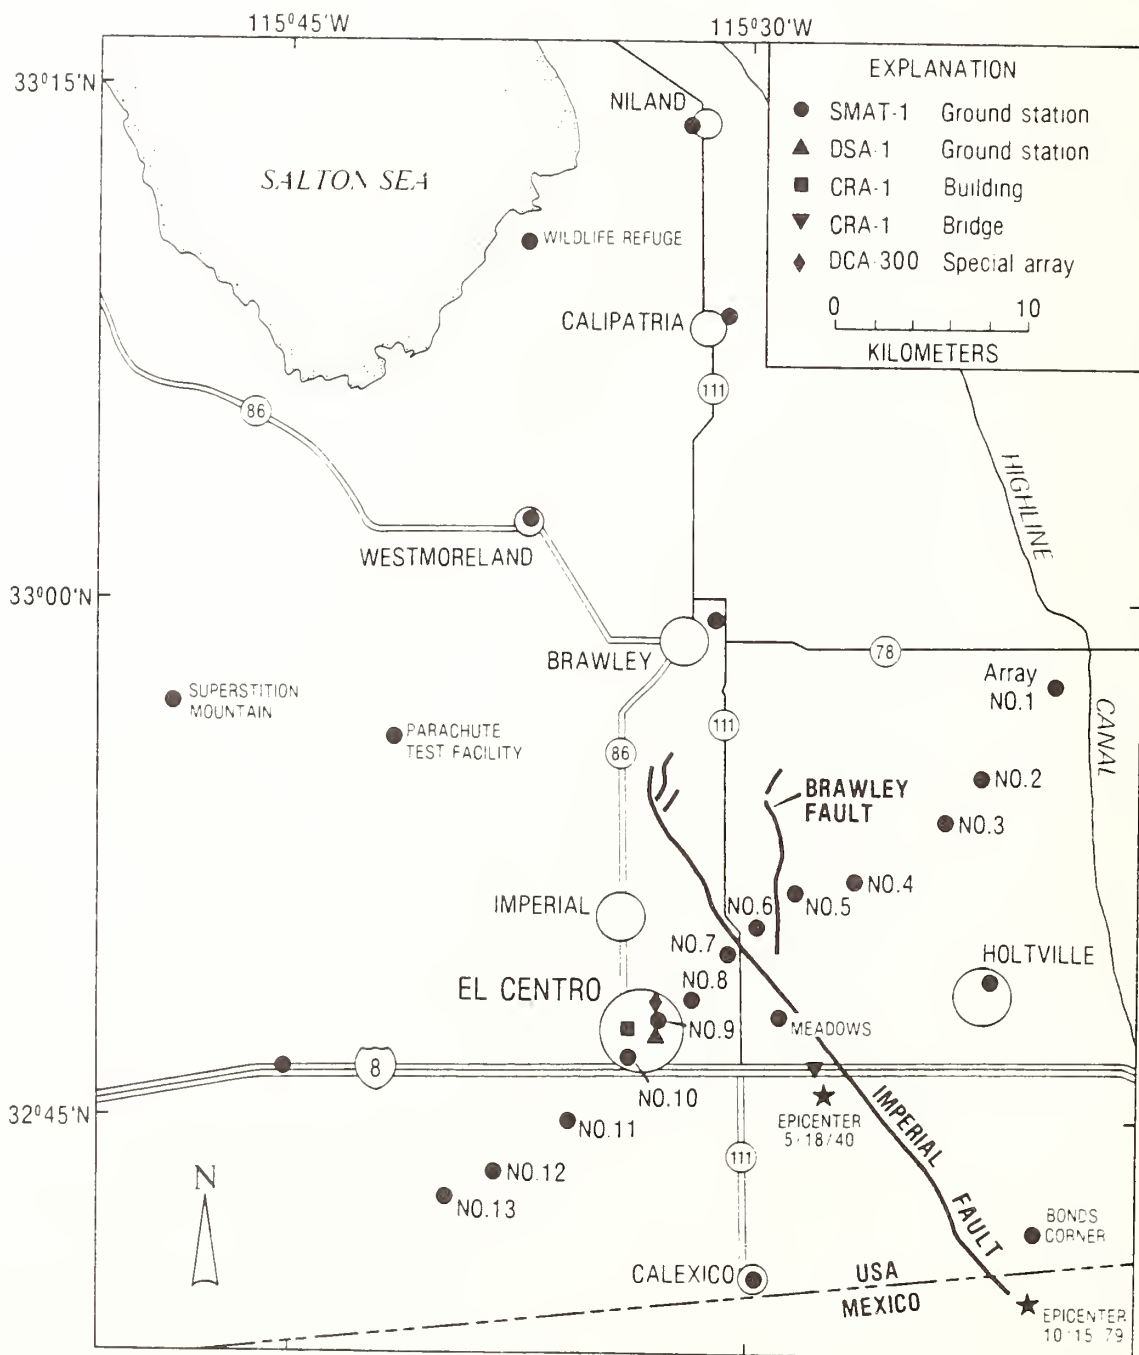 115°45'W
115°30'W
33°15'N
EXPLANATION
SMAT-1 Ground station
DSA-1 Ground station
CRA-1 Building
CRA-1 Bridge
DCA-300 Special array
0 10
KILOMETERS
NILAND
SALTON SEA
WILDLIFE REFUGE
CALIPATRIA
111
86
HIGHLINE
CANAL
WESTMORELAND
33°00'N
BRAWLEY
78
Array
NO.1
SUPERSTITION
MOUNTAIN
PARACHUTE
TEST FACILITY
86
111
BRAWLEY
FAULT
NO.2
NO.3
NO.4
NO.5
NO.6
NO.7
NO.8
IMPERIAL
HOLTVILLE
EL CENTRO
NO.9
MEADOWS
8
NO.10
32°45'N
EPICENTER
5-18/40
IMPERIAL
FAULT
NO.11
111
NO.12
NO.13
N
BONDS
CORNER
CALEXICO
USA
MEXICO
EPICENTER
10 15 79